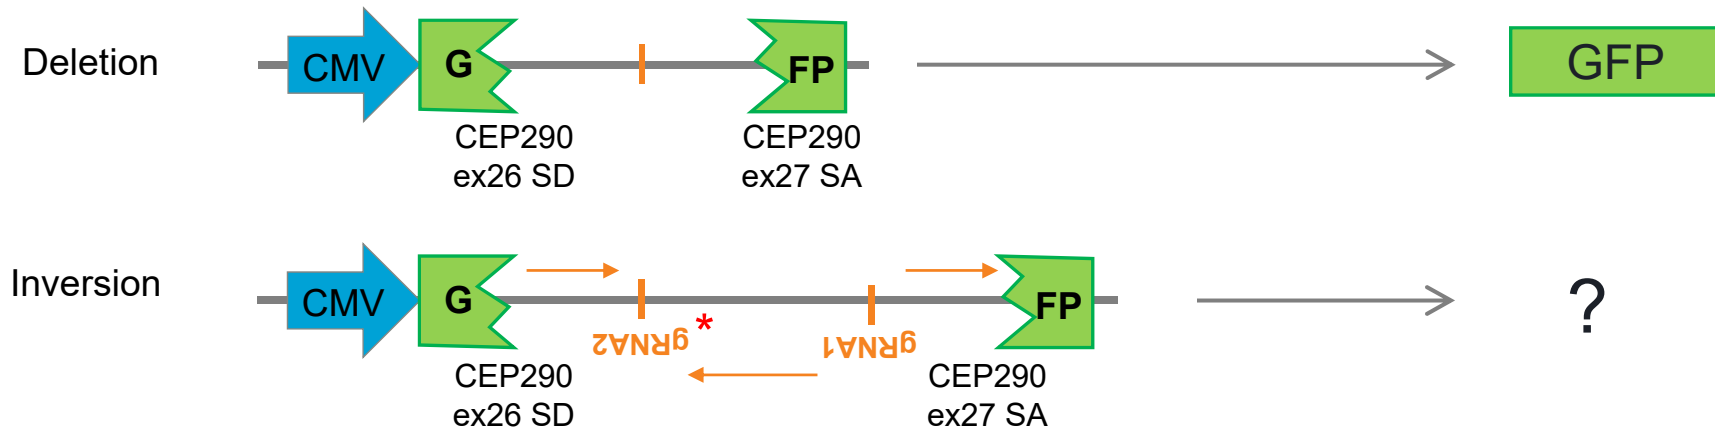 Deletion
CMV
G
FP
GFP
CEP290
ex26 SD
CEP290
ex27 SA
Inversion
CMV
G
FP
?
gRNA2
*
gRNA1
CEP290
ex26 SD
CEP290
ex27 SA